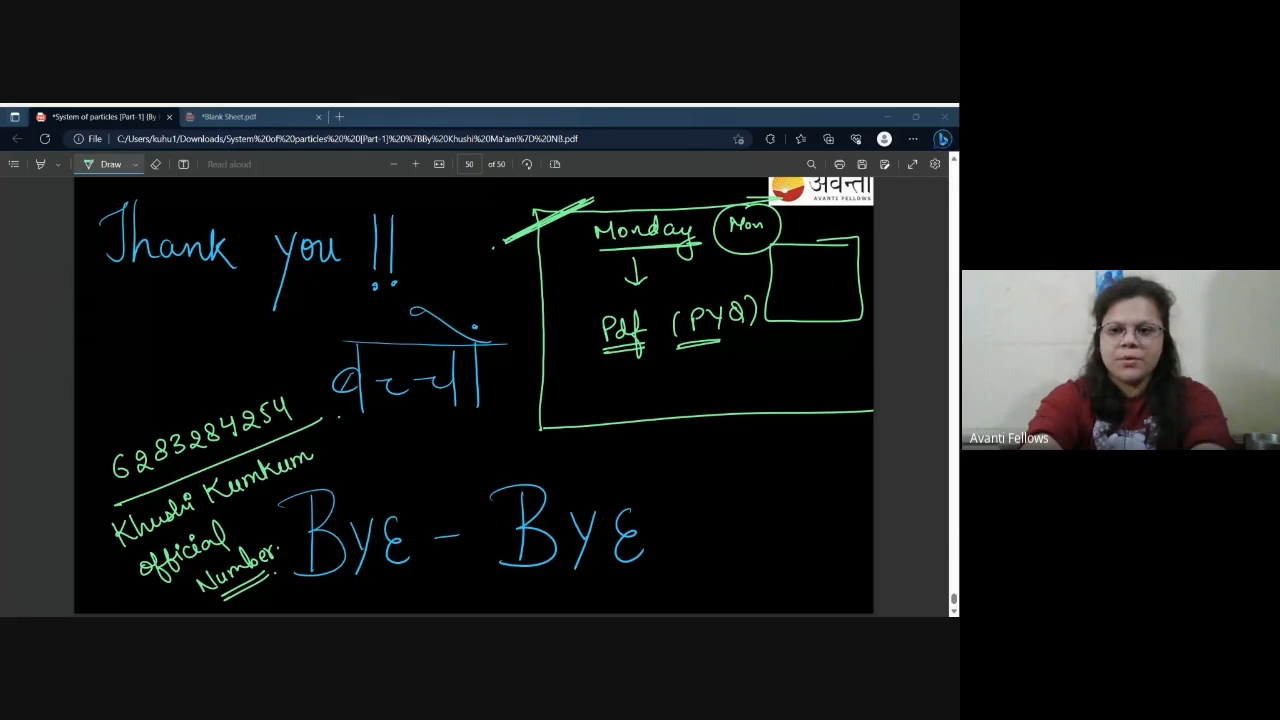 *System of particles [Part-1] {By
*Blank Sheet.pdf
File
C:/Users/kuhu1/Downloads/System%20of%20particles%20%20[Part-1]%20%7BBy%20Khushi%20Ma'am%7D%20NB.pdf
Draw
Read aloud
50 of 50
अवन्ती
AVANTI FELLOWS
Thank you !!
Monday
Mon
Pdf (PYQ)
6283284254
Khushi Kumkum
official
Number.
Bye - Bye
Avanti Fellows